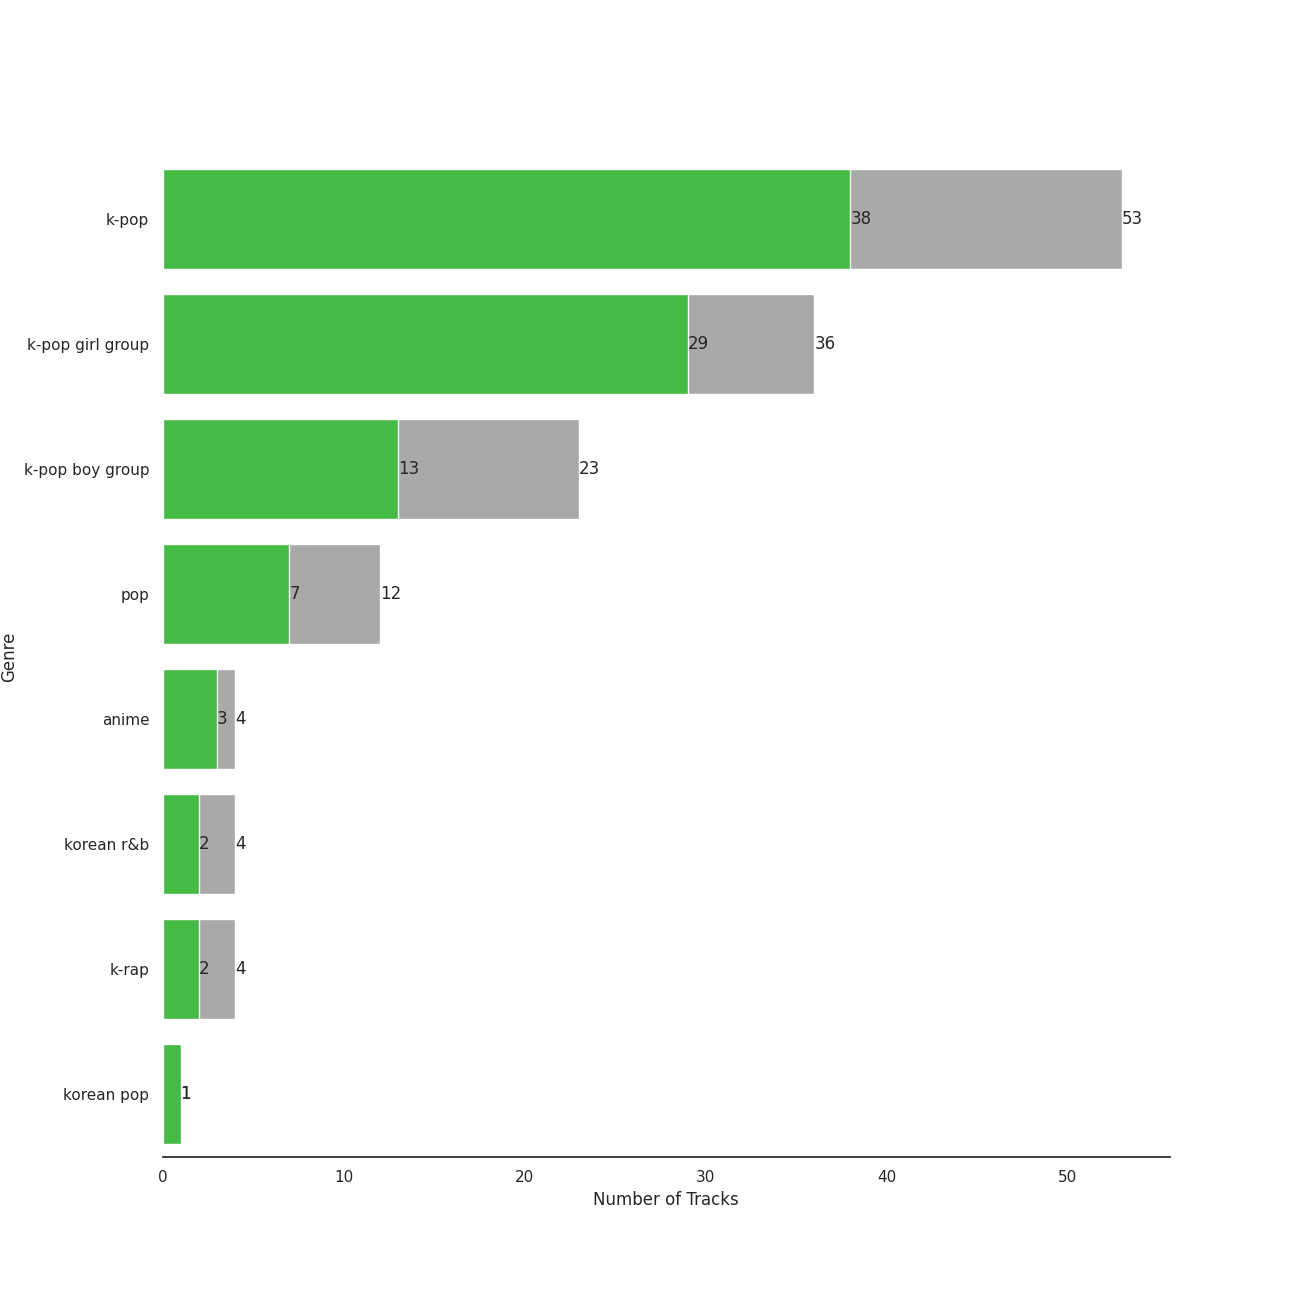 k-pop 38 53
k-pop girl group 29 36
k-pop boy group 13 23
pop 7 12
anime 3 4
korean r&b 2 4
k-rap 2 4
korean pop 1
Genre
0 10 20 30 40 50
Number of Tracks